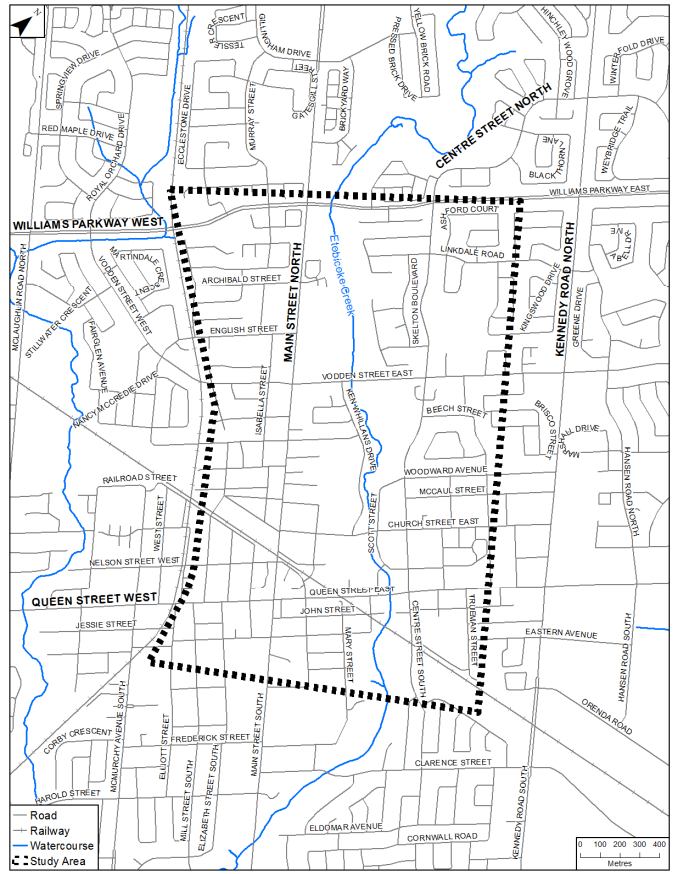 N
TESSLER CRESCENT
GILLINGHAM DRIVE
PRESSED BRICK DRIVE
YELLOW BRICK ROAD
HINCHLEY WOOD GROVE
WINTERFOLD DRIVE
SPRINGVIEW DRIVE
GATESGILL STREET
BRICKYARD WAY
MURRAY STREET
ECCLESTONE DRIVE
CENTRE STREET NORTH
WEYBRIDGE TRAIL
RED MAPLE DRIVE
ROYAL ORCHARD DRIVE
BLACKTHORN LANE
WILLIAMS PARKWAY EAST
WILLIAMS PARKWAY WEST
ASHFORD COURT
LINKDALE ROAD
MCLAUGHLIN ROAD NORTH
MARTINDALE CRESCENT
VODDEN STREET WEST
ARCHIBALD STREET
MAIN STREET NORTH
Etobicoke Creek
SKELTON BOULEVARD
KINGSWOOD DRIVE
KENNEDY ROAD NORTH
GREENE DRIVE
STILLWATER CRESCENT
ENGLISH STREET
FAIRGLEN AVENUE
NANCY MCCREDIE DRIVE
VODDEN STREET EAST
ISABELLA STREET
KEN WHILLANS DRIVE
BEECH STREET
BRISCO STREET
MARSHALL DRIVE
HANSEN ROAD NORTH
RAILROAD STREET
WOODWARD AVENUE
MCCAUL STREET
WEST STREET
SCOTT STREET
CHURCH STREET EAST
NELSON STREET WEST
QUEEN STREET WEST
QUEEN STREET EAST
JOHN STREET
JESSIE STREET
MARY STREET
CENTRE STREET SOUTH
TRUEMAN STREET
EASTERN AVENUE
HANSEN ROAD SOUTH
ORENDA ROAD
CORBY CRESCENT
MCMURCHY AVENUE SOUTH
ELLIOTT STREET
FREDERICK STREET
MAIN STREET SOUTH
CLARENCE STREET
HAROLD STREET
MILL STREET SOUTH
ELIZABETH STREET SOUTH
ELDOMAR AVENUE
CORNWALL ROAD
KENNEDY ROAD SOUTH
Road
Railway
Watercourse
Study Area
0 100 200 300 400
Metres